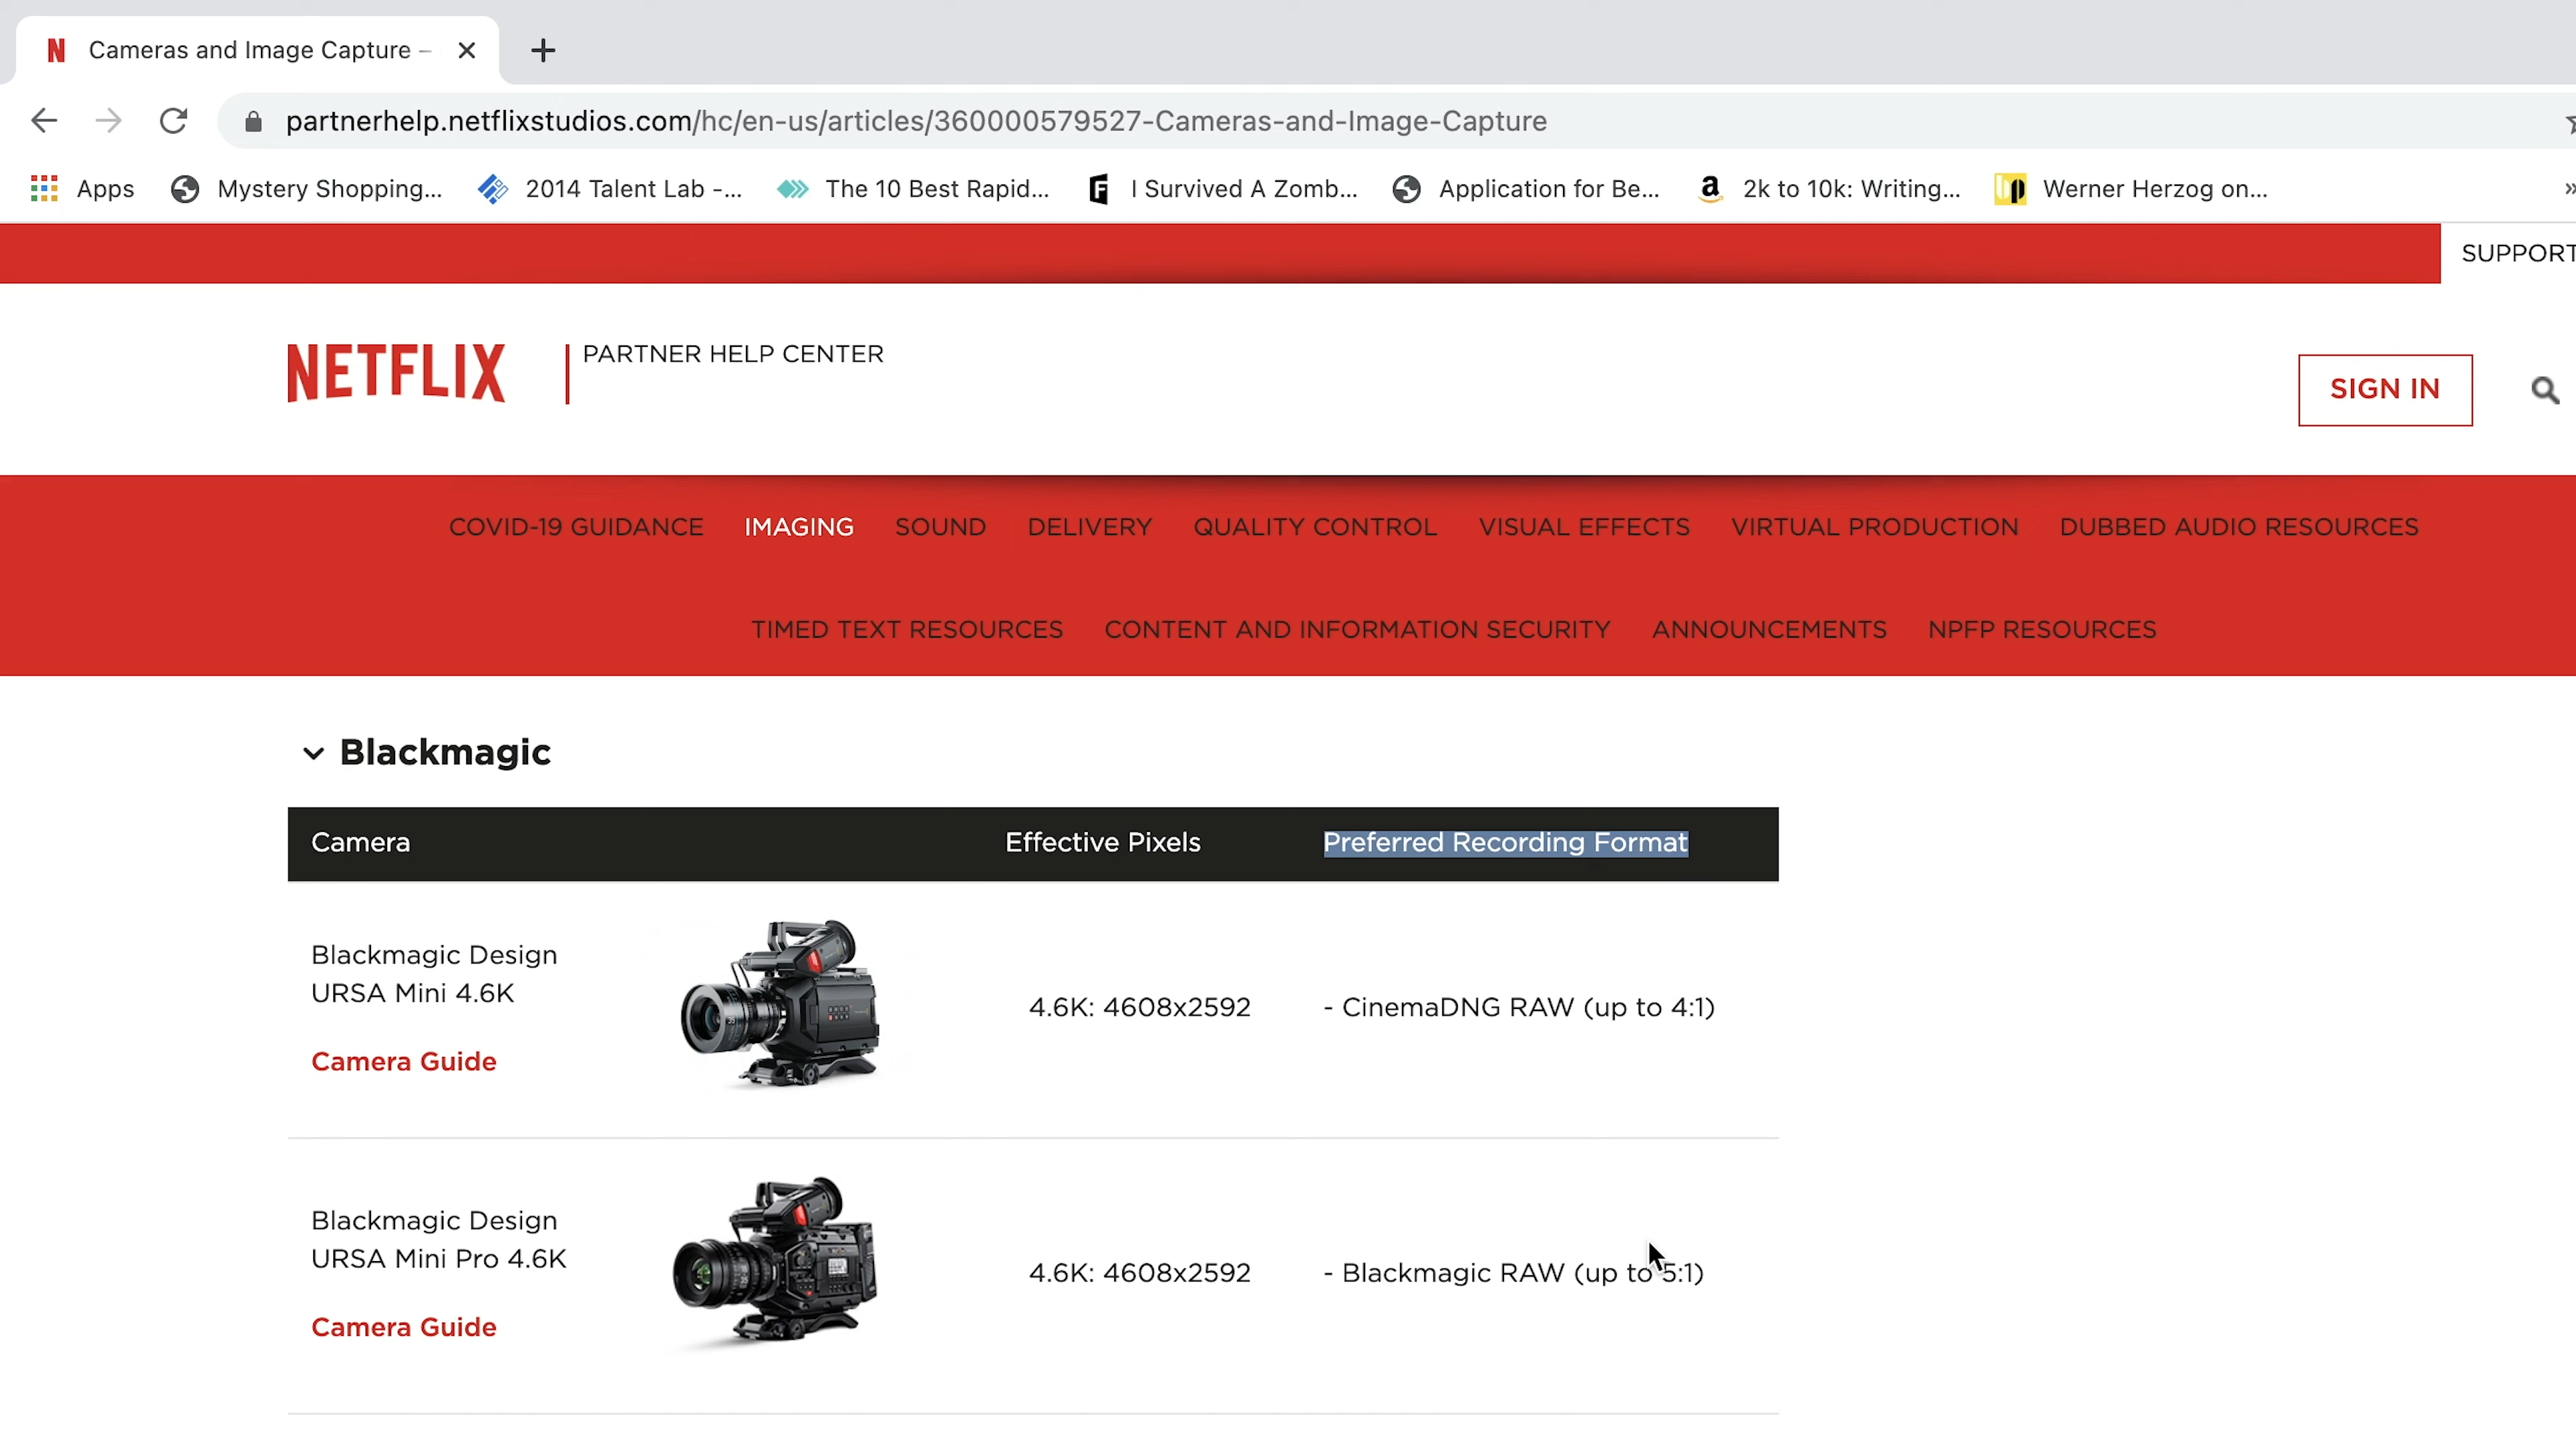 Cameras and Image Capture –
partnerhelp.netflixstudios.com/hc/en-us/articles/360000579527-Cameras-and-Image-Capture
Apps Mystery Shopping... 2014 Talent Lab -... The 10 Best Rapid... I Survived A Zomb... Application for Be... 2k to 10k: Writing... Werner Herzog on...
SUPPORT
NETFLIX PARTNER HELP CENTER
SIGN IN
COVID-19 GUIDANCE IMAGING SOUND DELIVERY QUALITY CONTROL VISUAL EFFECTS VIRTUAL PRODUCTION DUBBED AUDIO RESOURCES
TIMED TEXT RESOURCES CONTENT AND INFORMATION SECURITY ANNOUNCEMENTS NPFP RESOURCES
Blackmagic
Camera Effective Pixels Preferred Recording Format
Blackmagic Design
URSA Mini 4.6K
4.6K: 4608x2592 - CinemaDNG RAW (up to 4:1)
Camera Guide
Blackmagic Design
URSA Mini Pro 4.6K
4.6K: 4608x2592 - Blackmagic RAW (up to 5:1)
Camera Guide